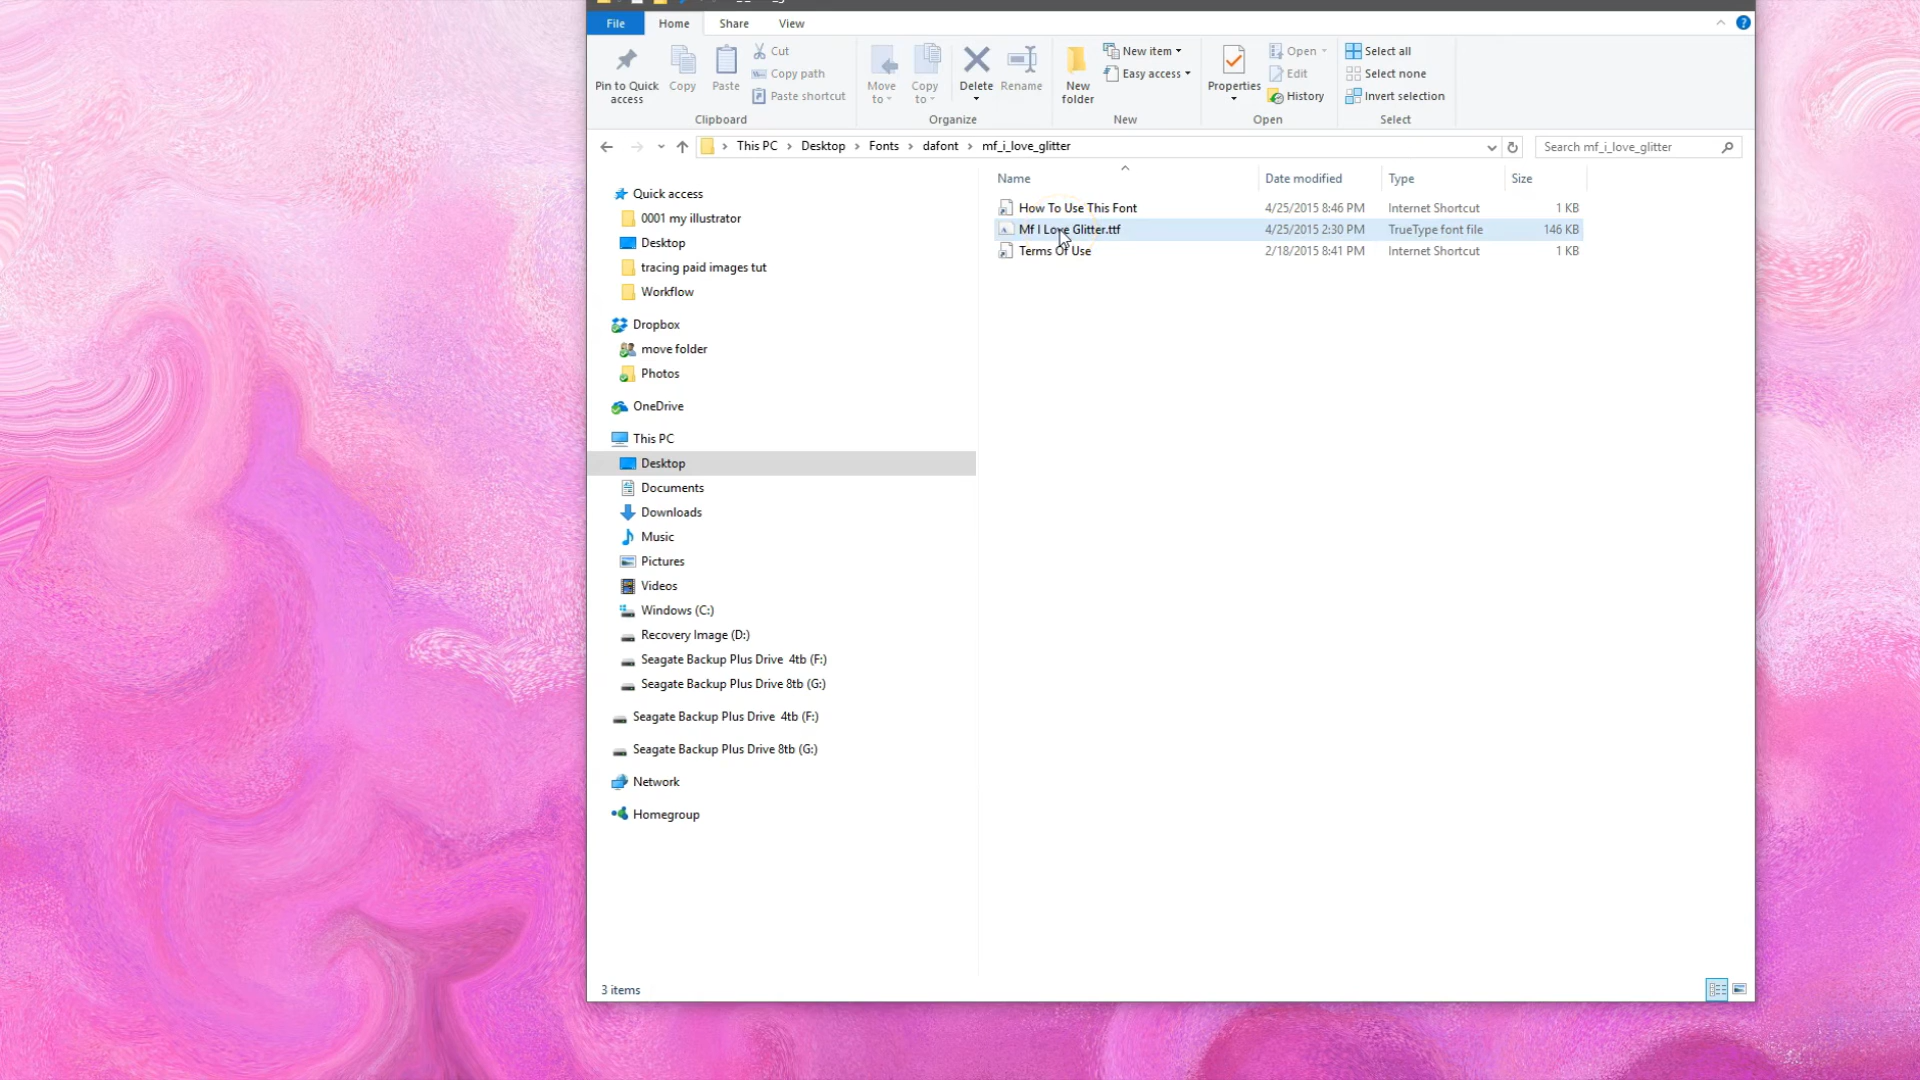 File Home Share View
Pin to Quick access
Copy
Paste
Cut
Copy path
Paste shortcut
Clipboard
Move to
Copy to
Delete
Rename
Organize
New folder
New item
Easy access
New
Properties
Open
Edit
History
Open
Select all
Select none
Invert selection
Select
This PC Desktop Fonts dafont mf_i_love_glitter
Search mf_i_love_glitter
Quick access
0001 my illustrator
Desktop
tracing paid images tut
Workflow
Dropbox
move folder
Photos
OneDrive
This PC
Desktop
Documents
Downloads
Music
Pictures
Videos
Windows (C:)
Recovery Image (D:)
Seagate Backup Plus Drive 4tb (F:)
Seagate Backup Plus Drive 8tb (G:)
Seagate Backup Plus Drive 4tb (F:)
Seagate Backup Plus Drive 8tb (G:)
Network
Homegroup
Name Date modified Type Size
How To Use This Font 4/25/2015 8:46 PM Internet Shortcut 1 KB
Mf I Love Glitter.ttf 4/25/2015 2:30 PM TrueType font file 146 KB
Terms Of Use 2/18/2015 8:41 PM Internet Shortcut 1 KB
3 items